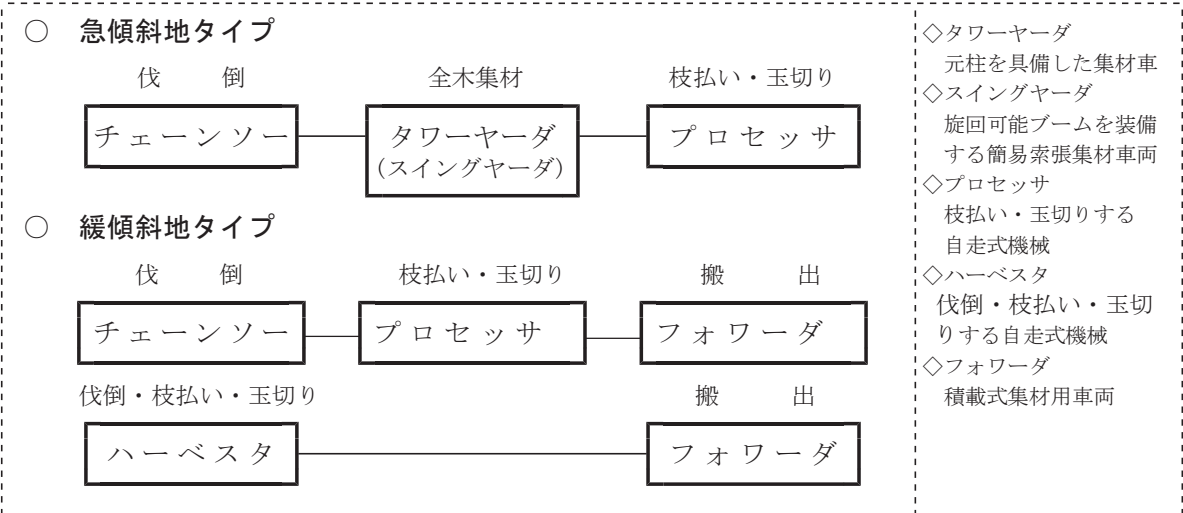 ○ 急傾斜地タイプ
伐 倒 全木集材 枝払い・玉切り
チェーンソー タワーヤーダ プロセッサ
(スイングヤーダ)
○ 緩傾斜地タイプ
伐 倒 枝払い・玉切り 搬 出
チェーンソー プロセッサ フォワーダ
伐倒・枝払い・玉切り 搬 出
ハーベスタ フォワーダ
◇タワーヤーダ
元柱を具備した集材車
◇スイングヤーダ
旋回可能ブームを装備
する簡易索張集材車両
◇プロセッサ
枝払い・玉切りする
自走式機械
◇ハーベスタ
伐倒・枝払い・玉切
りする自走式機械
◇フォワーダ
積載式集材用車両